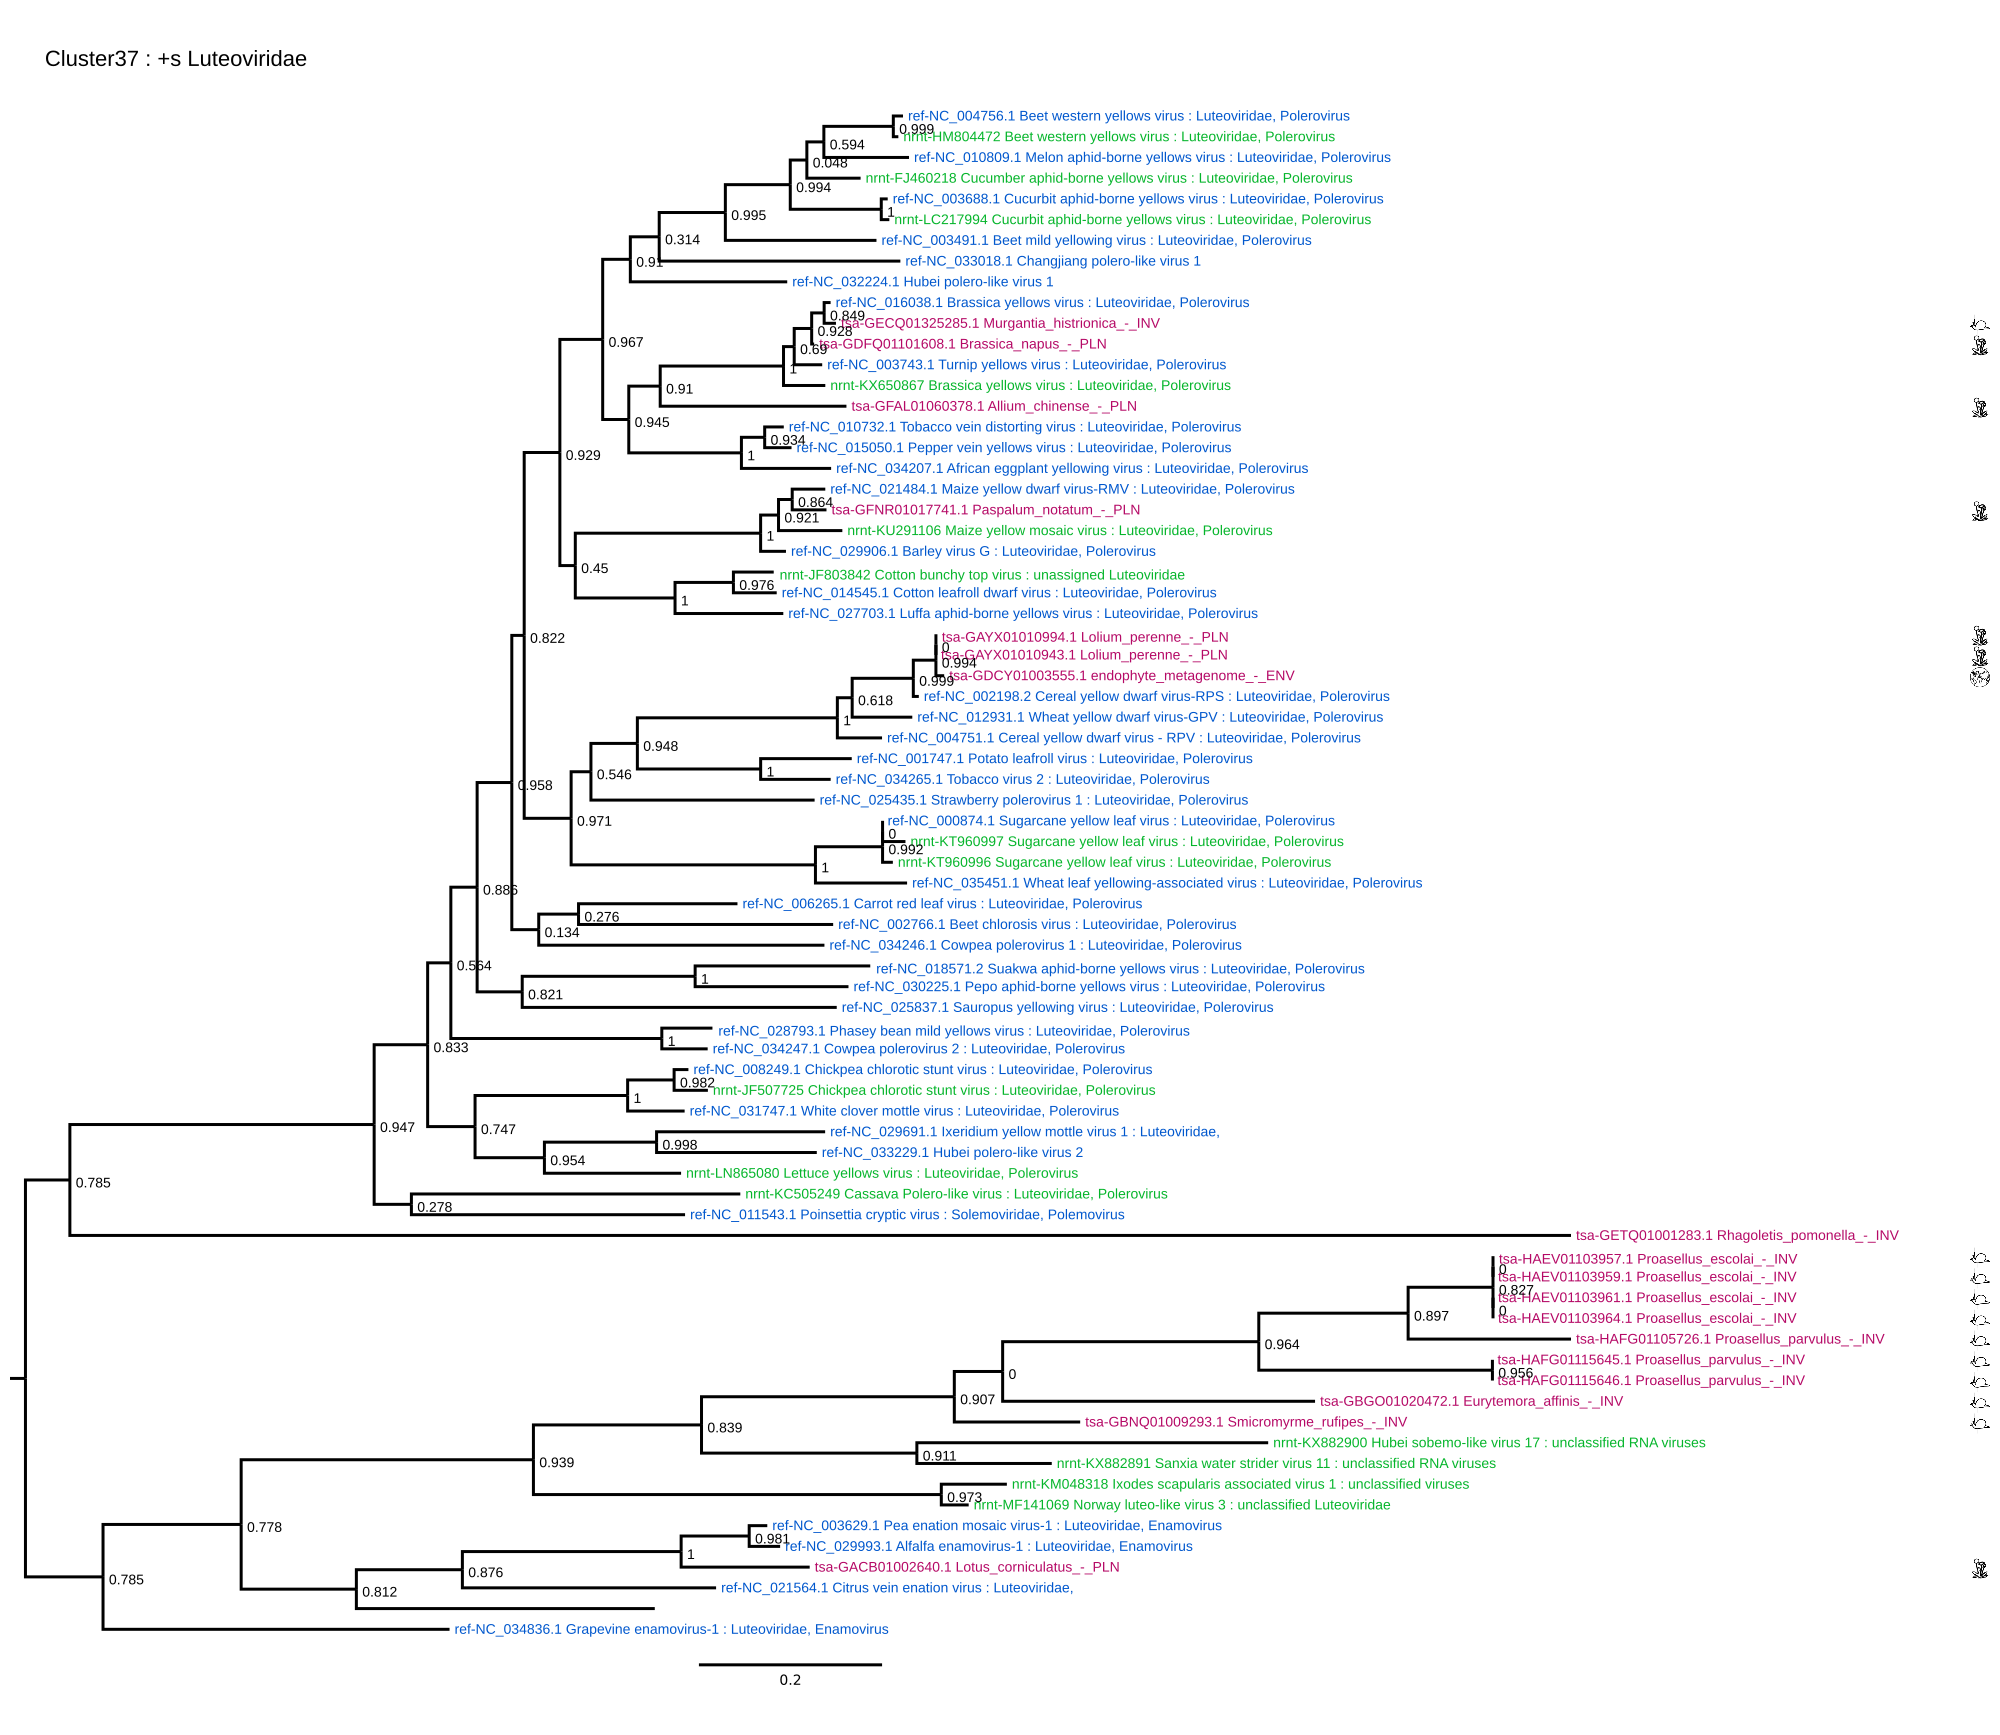 Cluster37 : +s Luteoviridae
ref-NC_004756.1 Beet western yellows virus : Luteoviridae, Polerovirus
0.999
nrnt-HM804472 Beet western yellows virus : Luteoviridae, Polerovirus
0.594
ref-NC_010809.1 Melon aphid-borne yellows virus : Luteoviridae, Polerovirus
0.048
nrnt-FJ460218 Cucumber aphid-borne yellows virus : Luteoviridae, Polerovirus
0.994
ref-NC_003688.1 Cucurbit aphid-borne yellows virus : Luteoviridae, Polerovirus
1
nrnt-LC217994 Cucurbit aphid-borne yellows virus : Luteoviridae, Polerovirus
0.995
ref-NC_003491.1 Beet mild yellowing virus : Luteoviridae, Polerovirus
0.314
ref-NC_033018.1 Changjiang polero-like virus 1
0.91
ref-NC_032224.1 Hubei polero-like virus 1
ref-NC_016038.1 Brassica yellows virus : Luteoviridae, Polerovirus
0.849
tsa-GECQ01325285.1 Murgantia_histrionica_-_INV
0.928
0.967
tsa-GDFQ01101608.1 Brassica_napus_-_PLN
0.69
ref-NC_003743.1 Turnip yellows virus : Luteoviridae, Polerovirus
1
nrnt-KX650867 Brassica yellows virus : Luteoviridae, Polerovirus
0.91
tsa-GFAL01060378.1 Allium_chinense_-_PLN
0.945
ref-NC_010732.1 Tobacco vein distorting virus : Luteoviridae, Polerovirus
0.934
ref-NC_015050.1 Pepper vein yellows virus : Luteoviridae, Polerovirus
0.929
1
ref-NC_034207.1 African eggplant yellowing virus : Luteoviridae, Polerovirus
ref-NC_021484.1 Maize yellow dwarf virus-RMV : Luteoviridae, Polerovirus
0.864
tsa-GFNR01017741.1 Paspalum_notatum_-_PLN
0.921
nrnt-KU291106 Maize yellow mosaic virus : Luteoviridae, Polerovirus
1
ref-NC_029906.1 Barley virus G : Luteoviridae, Polerovirus
0.45
nrnt-JF803842 Cotton bunchy top virus : unassigned Luteoviridae
0.976
ref-NC_014545.1 Cotton leafroll dwarf virus : Luteoviridae, Polerovirus
1
ref-NC_027703.1 Luffa aphid-borne yellows virus : Luteoviridae, Polerovirus
0.822
tsa-GAYX01010994.1 Lolium_perenne_-_PLN
0
tsa-GAYX01010943.1 Lolium_perenne_-_PLN
0.994
tsa-GDCY01003555.1 endophyte_metagenome_-_ENV
0.999
ref-NC_002198.2 Cereal yellow dwarf virus-RPS : Luteoviridae, Polerovirus
0.618
ref-NC_012931.1 Wheat yellow dwarf virus-GPV : Luteoviridae, Polerovirus
1
ref-NC_004751.1 Cereal yellow dwarf virus - RPV : Luteoviridae, Polerovirus
0.948
ref-NC_001747.1 Potato leafroll virus : Luteoviridae, Polerovirus
1
0.546
ref-NC_034265.1 Tobacco virus 2 : Luteoviridae, Polerovirus
0.958
ref-NC_025435.1 Strawberry polerovirus 1 : Luteoviridae, Polerovirus
0.971
ref-NC_000874.1 Sugarcane yellow leaf virus : Luteoviridae, Polerovirus
0
nrnt-KT960997 Sugarcane yellow leaf virus : Luteoviridae, Polerovirus
0.992
nrnt-KT960996 Sugarcane yellow leaf virus : Luteoviridae, Polerovirus
1
ref-NC_035451.1 Wheat leaf yellowing-associated virus : Luteoviridae, Polerovirus
0.886
ref-NC_006265.1 Carrot red leaf virus : Luteoviridae, Polerovirus
0.276
ref-NC_002766.1 Beet chlorosis virus : Luteoviridae, Polerovirus
0.134
ref-NC_034246.1 Cowpea polerovirus 1 : Luteoviridae, Polerovirus
0.564
ref-NC_018571.2 Suakwa aphid-borne yellows virus : Luteoviridae, Polerovirus
1
ref-NC_030225.1 Pepo aphid-borne yellows virus : Luteoviridae, Polerovirus
0.821
ref-NC_025837.1 Sauropus yellowing virus : Luteoviridae, Polerovirus
ref-NC_028793.1 Phasey bean mild yellows virus : Luteoviridae, Polerovirus
1
0.833
ref-NC_034247.1 Cowpea polerovirus 2 : Luteoviridae, Polerovirus
ref-NC_008249.1 Chickpea chlorotic stunt virus : Luteoviridae, Polerovirus
0.982
nrnt-JF507725 Chickpea chlorotic stunt virus : Luteoviridae, Polerovirus
1
ref-NC_031747.1 White clover mottle virus : Luteoviridae, Polerovirus
0.947
0.747
ref-NC_029691.1 Ixeridium yellow mottle virus 1 : Luteoviridae,
0.998
ref-NC_033229.1 Hubei polero-like virus 2
0.954
nrnt-LN865080 Lettuce yellows virus : Luteoviridae, Polerovirus
0.785
nrnt-KC505249 Cassava Polero-like virus : Luteoviridae, Polerovirus
0.278
ref-NC_011543.1 Poinsettia cryptic virus : Solemoviridae, Polemovirus
tsa-GETQ01001283.1 Rhagoletis_pomonella_-_INV
tsa-HAEV01103957.1 Proasellus_escolai_-_INV
0
tsa-HAEV01103959.1 Proasellus_escolai_-_INV
0.827
tsa-HAEV01103961.1 Proasellus_escolai_-_INV
0
tsa-HAEV01103964.1 Proasellus_escolai_-_INV
0.897
tsa-HAFG01105726.1 Proasellus_parvulus_-_INV
0.964
tsa-HAFG01115645.1 Proasellus_parvulus_-_INV
0.956
tsa-HAFG01115646.1 Proasellus_parvulus_-_INV
0
tsa-GBGO01020472.1 Eurytemora_affinis_-_INV
0.907
tsa-GBNQ01009293.1 Smicromyrme_rufipes_-_INV
0.839
nrnt-KX882900 Hubei sobemo-like virus 17 : unclassified RNA viruses
0.911
nrnt-KX882891 Sanxia water strider virus 11 : unclassified RNA viruses
0.939
nrnt-KM048318 Ixodes scapularis associated virus 1 : unclassified viruses
0.973
nrnt-MF141069 Norway luteo-like virus 3 : unclassified Luteoviridae
0.778
ref-NC_003629.1 Pea enation mosaic virus-1 : Luteoviridae, Enamovirus
0.981
ref-NC_029993.1 Alfalfa enamovirus-1 : Luteoviridae, Enamovirus
1
tsa-GACB01002640.1 Lotus_corniculatus_-_PLN
0.876
0.785
ref-NC_021564.1 Citrus vein enation virus : Luteoviridae,
0.812
ref-NC_034836.1 Grapevine enamovirus-1 : Luteoviridae, Enamovirus
0.2